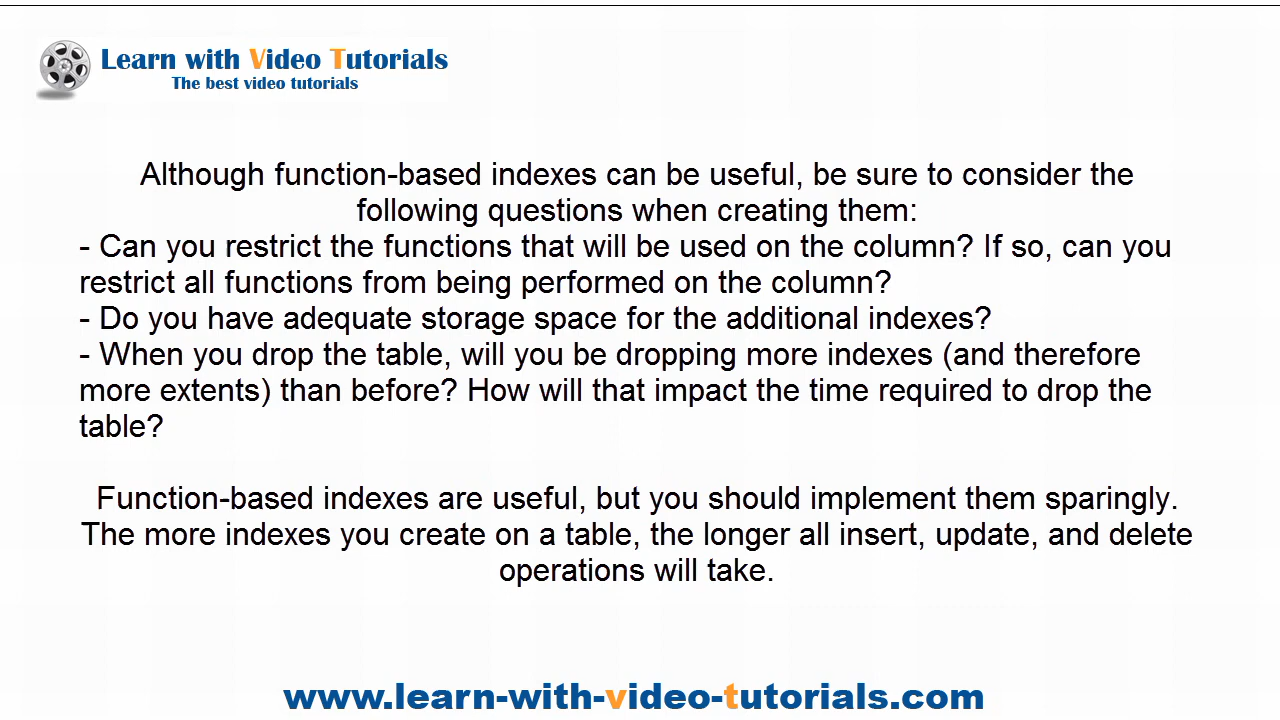 Learn with Video Tutorials
The best video tutorials
Although function-based indexes can be useful, be sure to consider the
following questions when creating them:
- Can you restrict the functions that will be used on the column? If so, can you
restrict all functions from being performed on the column?
- Do you have adequate storage space for the additional indexes?
- When you drop the table, will you be dropping more indexes (and therefore
more extents) than before? How will that impact the time required to drop the
table?
Function-based indexes are useful, but you should implement them sparingly.
The more indexes you create on a table, the longer all insert, update, and delete
operations will take.
www.learn-with-video-tutorials.com